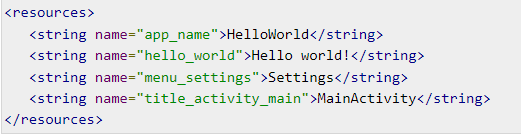 <resources>
<string name="app_name">HelloWorld</string>
<string name="hello_world">Hello world!</string>
<string name="menu_settings">Settings</string>
<string name="title_activity_main">MainActivity</string>
</resources>